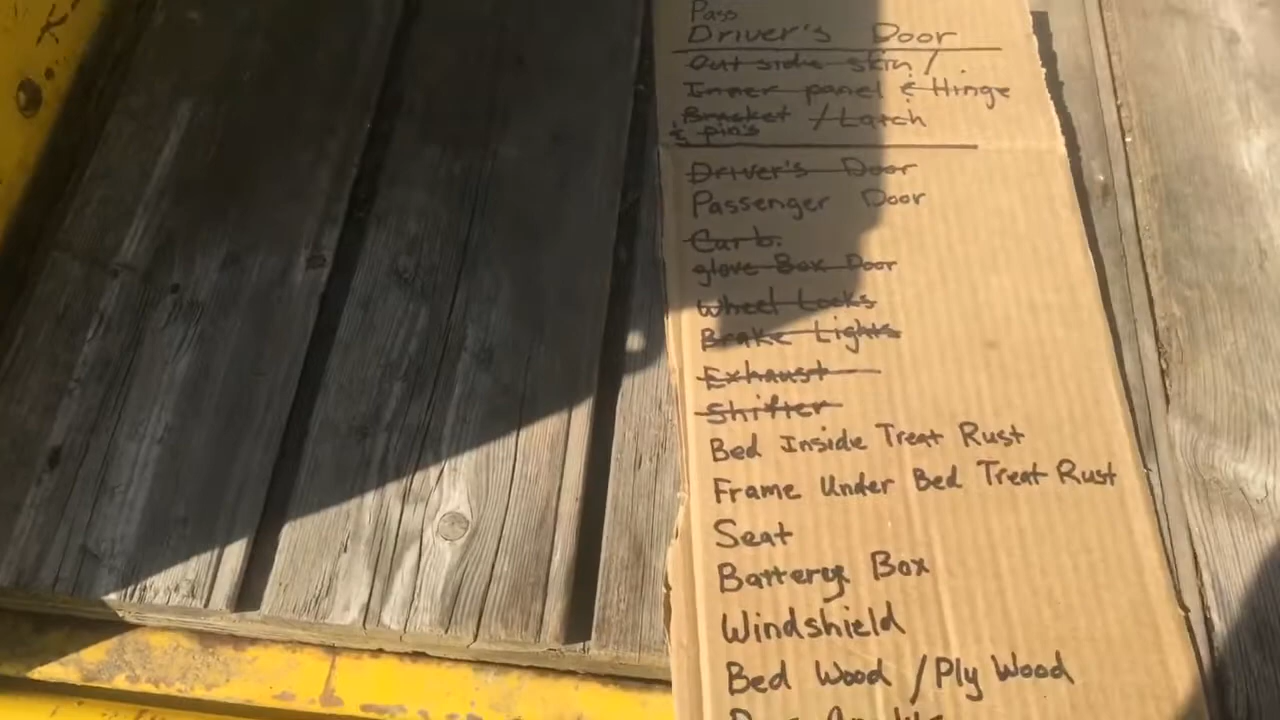 Pass
Driver's Door
Out side skin /
Inner panel & Hinge
Bracket / Latch
& pin's
Driver's Door
Passenger Door
Carb.
glove Box Door
Wheel Locks
Brake Lights
Exhaust
Shifter
Bed Inside Treat Rust
Frame Under Bed Treat Rust
Seat
Battery Box
Windshield
Bed Wood / Ply Wood